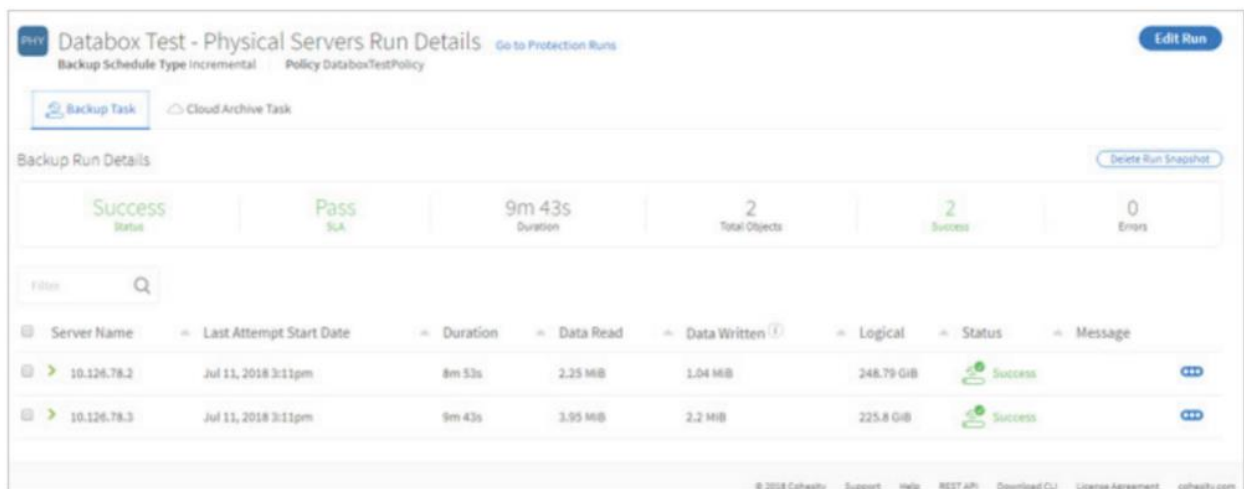 PHY Databox Test - Physical Servers Run Details Go to Protection Runs Edit Run
Backup Schedule Type Incremental Policy DataboxTestPolicy
Backup Task Cloud Archive Task
Backup Run Details Delete Run Snapshot
Success Pass 9m 43s 2 2 0
Status SLA Duration Total Objects Success Errors
Filter
Server Name Last Attempt Start Date Duration Data Read Data Written Logical Status Message
10.126.78.2 Jul 11, 2018 3:11pm 8m 53s 2.25 MiB 1.04 MiB 248.79 GiB Success
10.126.78.3 Jul 11, 2018 3:11pm 9m 43s 3.95 MiB 2.2 MiB 225.8 GiB Success
© 2018 Cohesity Support Help REST API Download CLI License Agreement cohesity.com